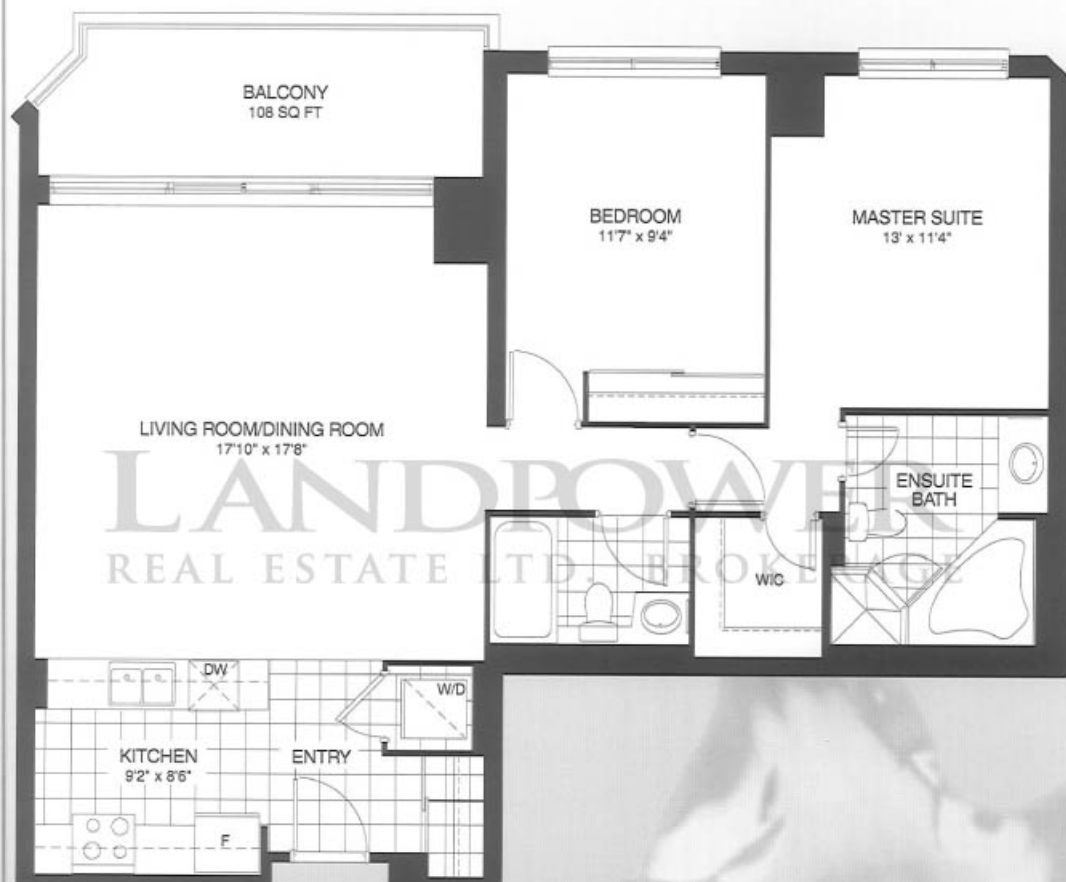 BALCONY
108 SQ FT
BEDROOM
11'7" x 9'4"
MASTER SUITE
13' x 11'4"
LIVING ROOM/DINING ROOM
17'10" x 17'8"
LANDPOWER
REAL ESTATE LTD. BROKERAGE
ENSUITE
BATH
WIC
DW
W/D
KITCHEN
9'2" x 8'6"
ENTRY
F